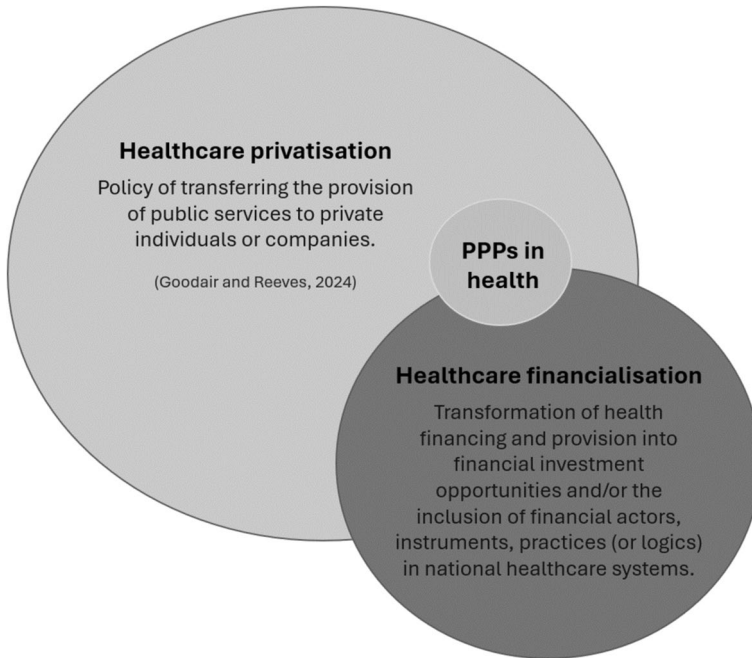 Healthcare privatisation
Policy of transferring the provision
of public services to private
individuals or companies.
(Goodair and Reeves, 2024)
PPPs in
health
Healthcare financialisation
Transformation of health
financing and provision into
financial investment
opportunities and/or the
inclusion of financial actors,
instruments, practices (or logics)
in national healthcare systems.